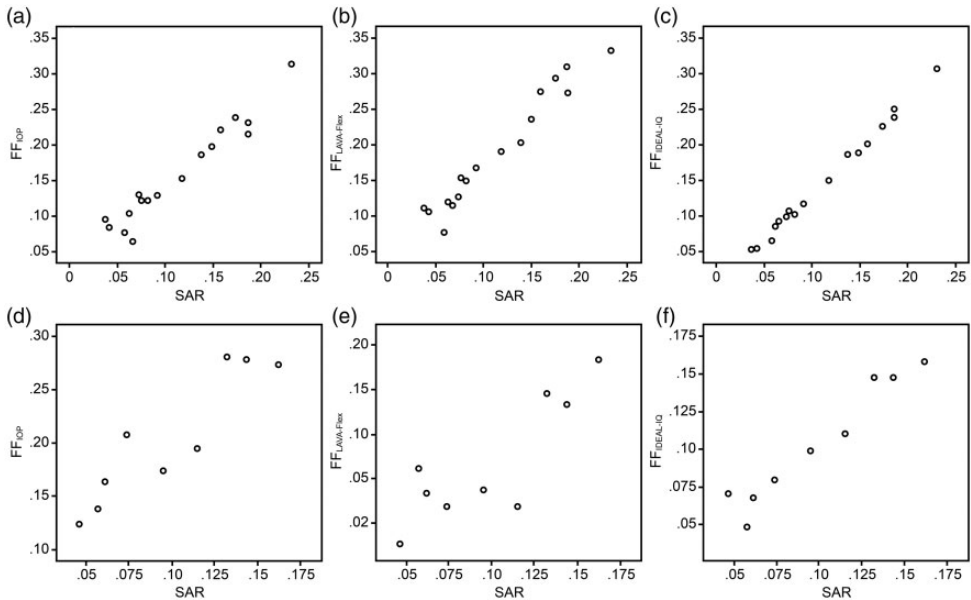 (a)
.35
.30
.25
.20
.15
.10
.05
FF_IOP
0 .05 .10 .15 .20 .25
SAR
(b)
.35
.30
.25
.20
.15
.10
.05
FF_LAVA-Flex
0 .05 .10 .15 .20 .25
SAR
(c)
.35
.30
.25
.20
.15
.10
.05
FF_IDEAL-IQ
0 .05 .10 .15 .20 .25
SAR
(d)
.30
.25
.20
.15
.10
FF_IOP
.05 .075 .10 .125 .15 .175
SAR
(e)
.20
.15
.10
.05
.02
FF_LAVA-Flex
.05 .075 .10 .125 .15 .175
SAR
(f)
.175
.15
.125
.10
.075
.05
FF_IDEAL-IQ
.05 .075 .10 .125 .15 .175
SAR